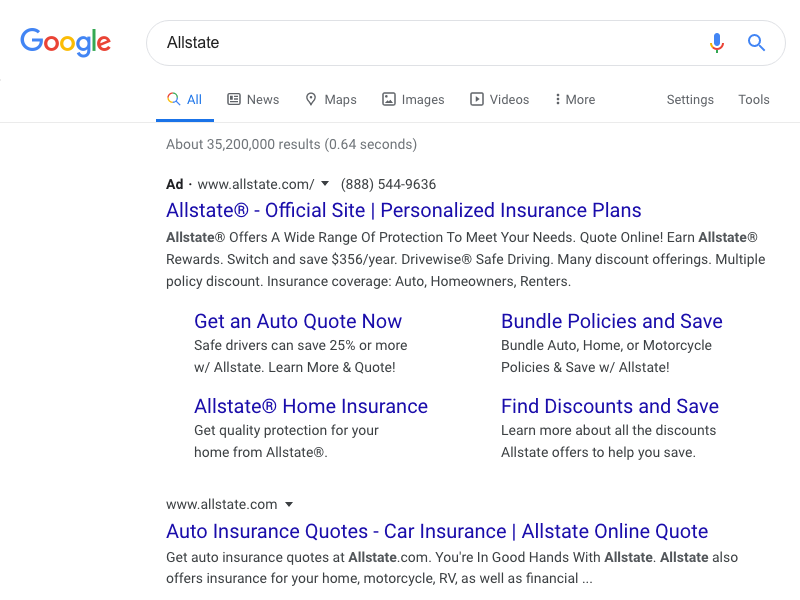 Google
Allstate
All News Maps Images Videos More Settings Tools
About 35,200,000 results (0.64 seconds)
Ad · www.allstate.com/ (888) 544-9636
Allstate® - Official Site | Personalized Insurance Plans
Allstate® Offers A Wide Range Of Protection To Meet Your Needs. Quote Online! Earn Allstate®
Rewards. Switch and save $356/year. Drivewise® Safe Driving. Many discount offerings. Multiple
policy discount. Insurance coverage: Auto, Homeowners, Renters.
Get an Auto Quote Now
Safe drivers can save 25% or more
w/ Allstate. Learn More & Quote!
Bundle Policies and Save
Bundle Auto, Home, or Motorcycle
Policies & Save w/ Allstate!
Allstate® Home Insurance
Get quality protection for your
home from Allstate®.
Find Discounts and Save
Learn more about all the discounts
Allstate offers to help you save.
www.allstate.com
Auto Insurance Quotes - Car Insurance | Allstate Online Quote
Get auto insurance quotes at Allstate.com. You're In Good Hands With Allstate. Allstate also
offers insurance for your home, motorcycle, RV, as well as financial ...